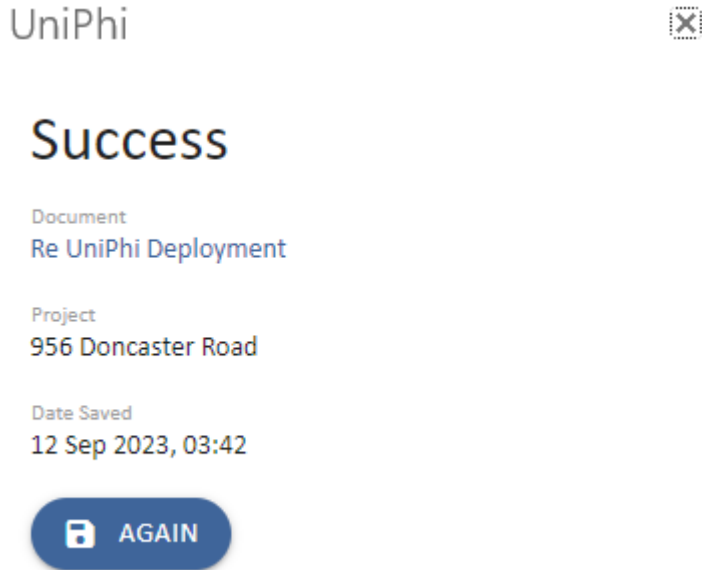 UniPhi
Success
Document
Re UniPhi Deployment
Project
956 Doncaster Road
Date Saved
12 Sep 2023, 03:42
AGAIN